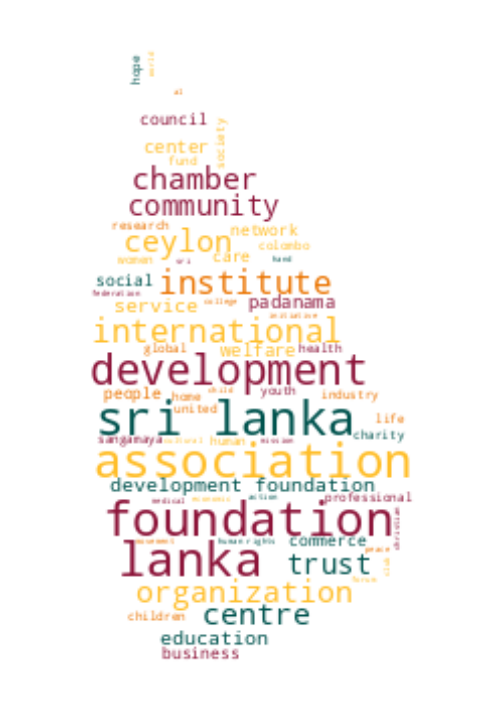 hope
world
al
council
society
center
fund
chamber
community
research
network
ceylon
colombo
women
sri
care
hand
social
institute
federation
college
padanama
service
initiative
international
global
welfare
health
development
people
home
child
youth
industry
united
sri lanka
life
sangamaya
cultural
human
mission
charity
association
development foundation
medical
economic
action
professional
foundation
christian
movement
human rights
commerce
peace
lanka
trust
club
forum
organization
children
centre
education
business